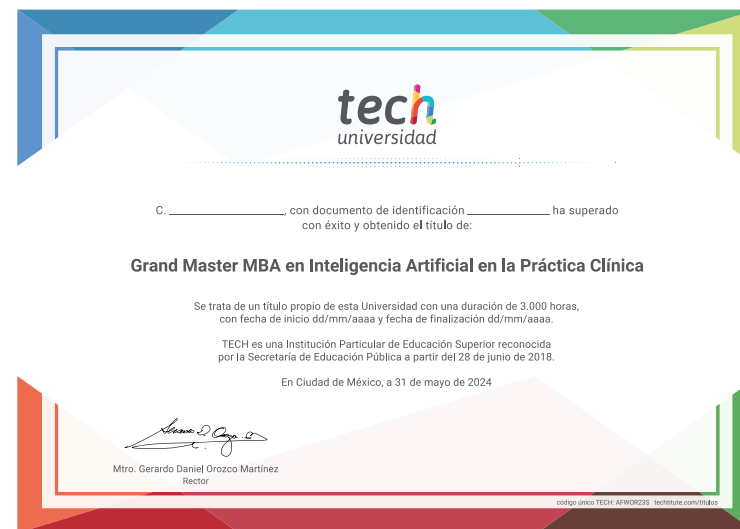 tech
universidad
C. ____________________, con documento de identificación ______________ ha superado
con éxito y obtenido el título de:
Grand Master MBA en Inteligencia Artificial en la Práctica Clínica
Se trata de un título propio de esta Universidad con una duración de 3.000 horas,
con fecha de inicio dd/mm/aaaa y fecha de finalización dd/mm/aaaa.
TECH es una Institución Particular de Educación Superior reconocida
por la Secretaría de Educación Pública a partir del 28 de junio de 2018.
En Ciudad de México, a 31 de mayo de 2024
Mtro. Gerardo Daniel Orozco Martínez
Rector
código único TECH: AFWOR23S techtitute.com/titulos